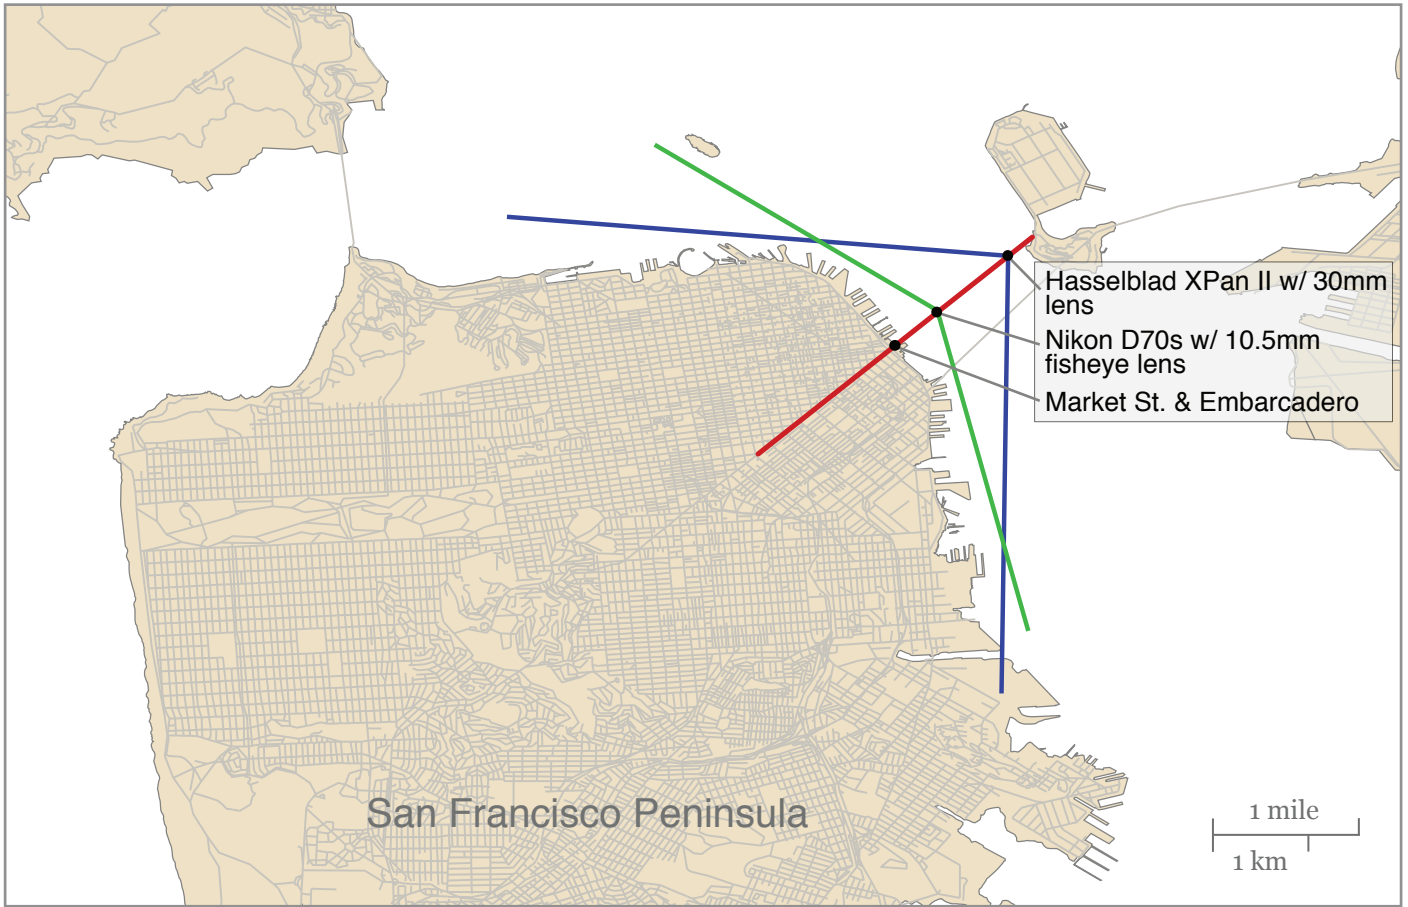 Hasselblad XPan II w/ 30mm
lens
Nikon D70s w/ 10.5mm
fisheye lens
Market St. & Embarcadero
San Francisco Peninsula
1 mile
1 km